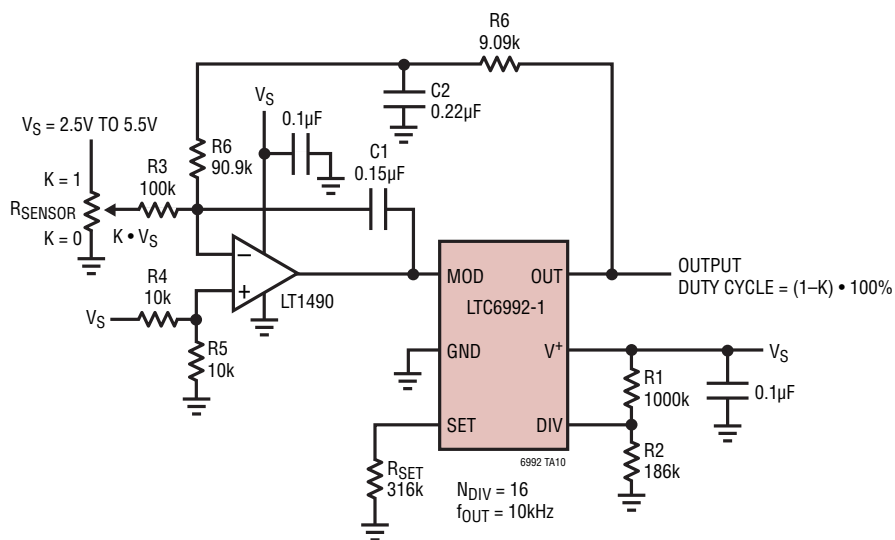 R6
9.09k
C2
0.22µF
VS
0.1µF
VS = 2.5V TO 5.5V
R6
90.9k
C1
0.15µF
K = 1
R3
100k
RSENSOR
K = 0
K • VS
–
+
LT1490
R4
10k
VS
R5
10k
MOD
OUT
LTC6992-1
GND
V+
SET
DIV
OUTPUT
DUTY CYCLE = (1–K) • 100%
VS
R1
1000k
0.1µF
R2
186k
6992 TA10
RSET
316k
NDIV = 16
fOUT = 10kHz